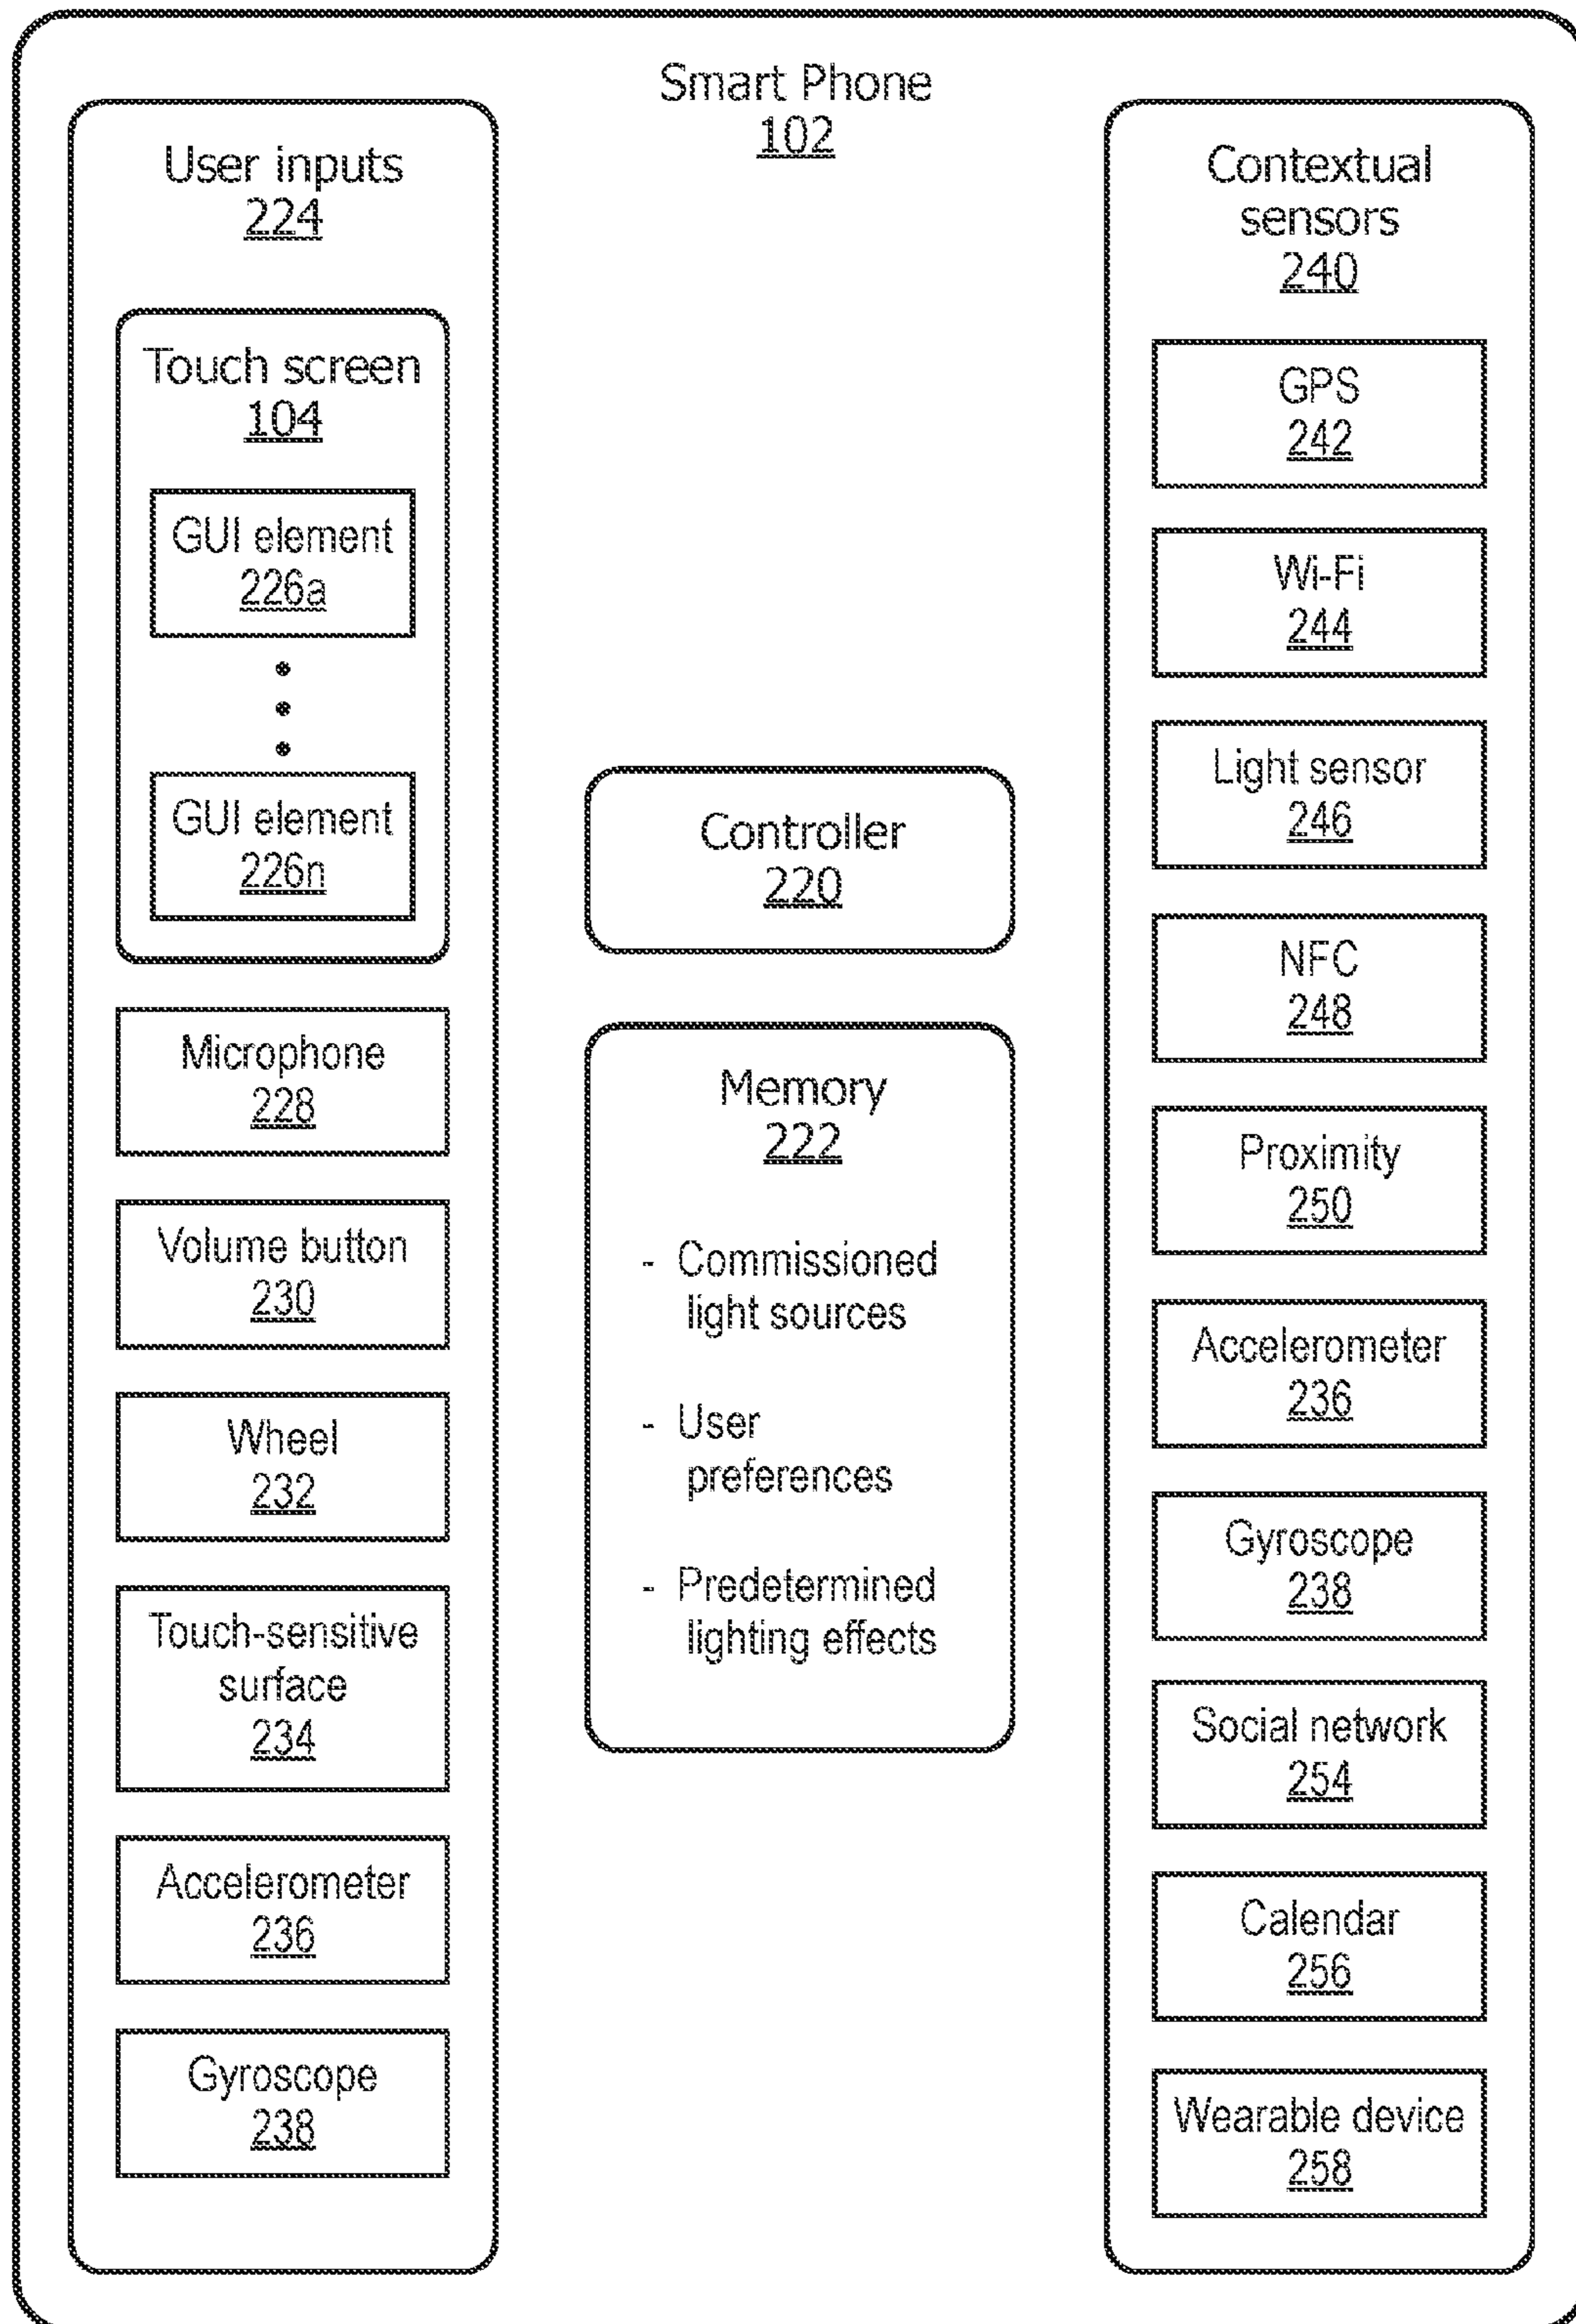 Smart Phone
102
User inputs
224
Touch screen
104
GUI element
226a
GUI element
226n
Microphone
228
Volume button
230
Wheel
232
Touch-sensitive
surface
234
Accelerometer
236
Gyroscope
238
Controller
220
Memory
222
- Commissioned
light sources
- User
preferences
- Predetermined
lighting effects
Contextual
sensors
240
GPS
242
Wi-Fi
244
Light sensor
246
NFC
248
Proximity
250
Accelerometer
236
Gyroscope
238
Social network
254
Calendar
256
Wearable device
258